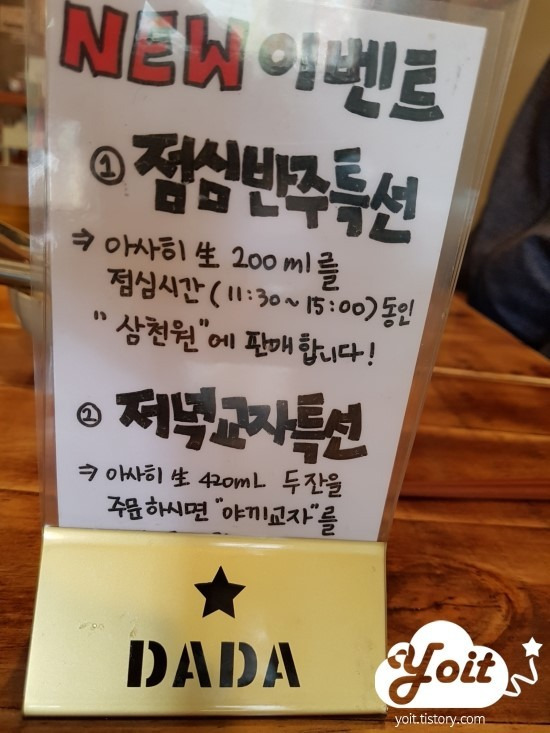 NEW 이벤트
① 점심반주특선
⇒ 아사히 生 200ml를
점심시간(11:30~15:00)동안
"삼천원"에 판매합니다!
② 저녁교자특선
⇒ 아사히 生 420mL 두잔을
주문하시면 "야끼교자"를
★
DADA
Yoit
yoit.tistory.com